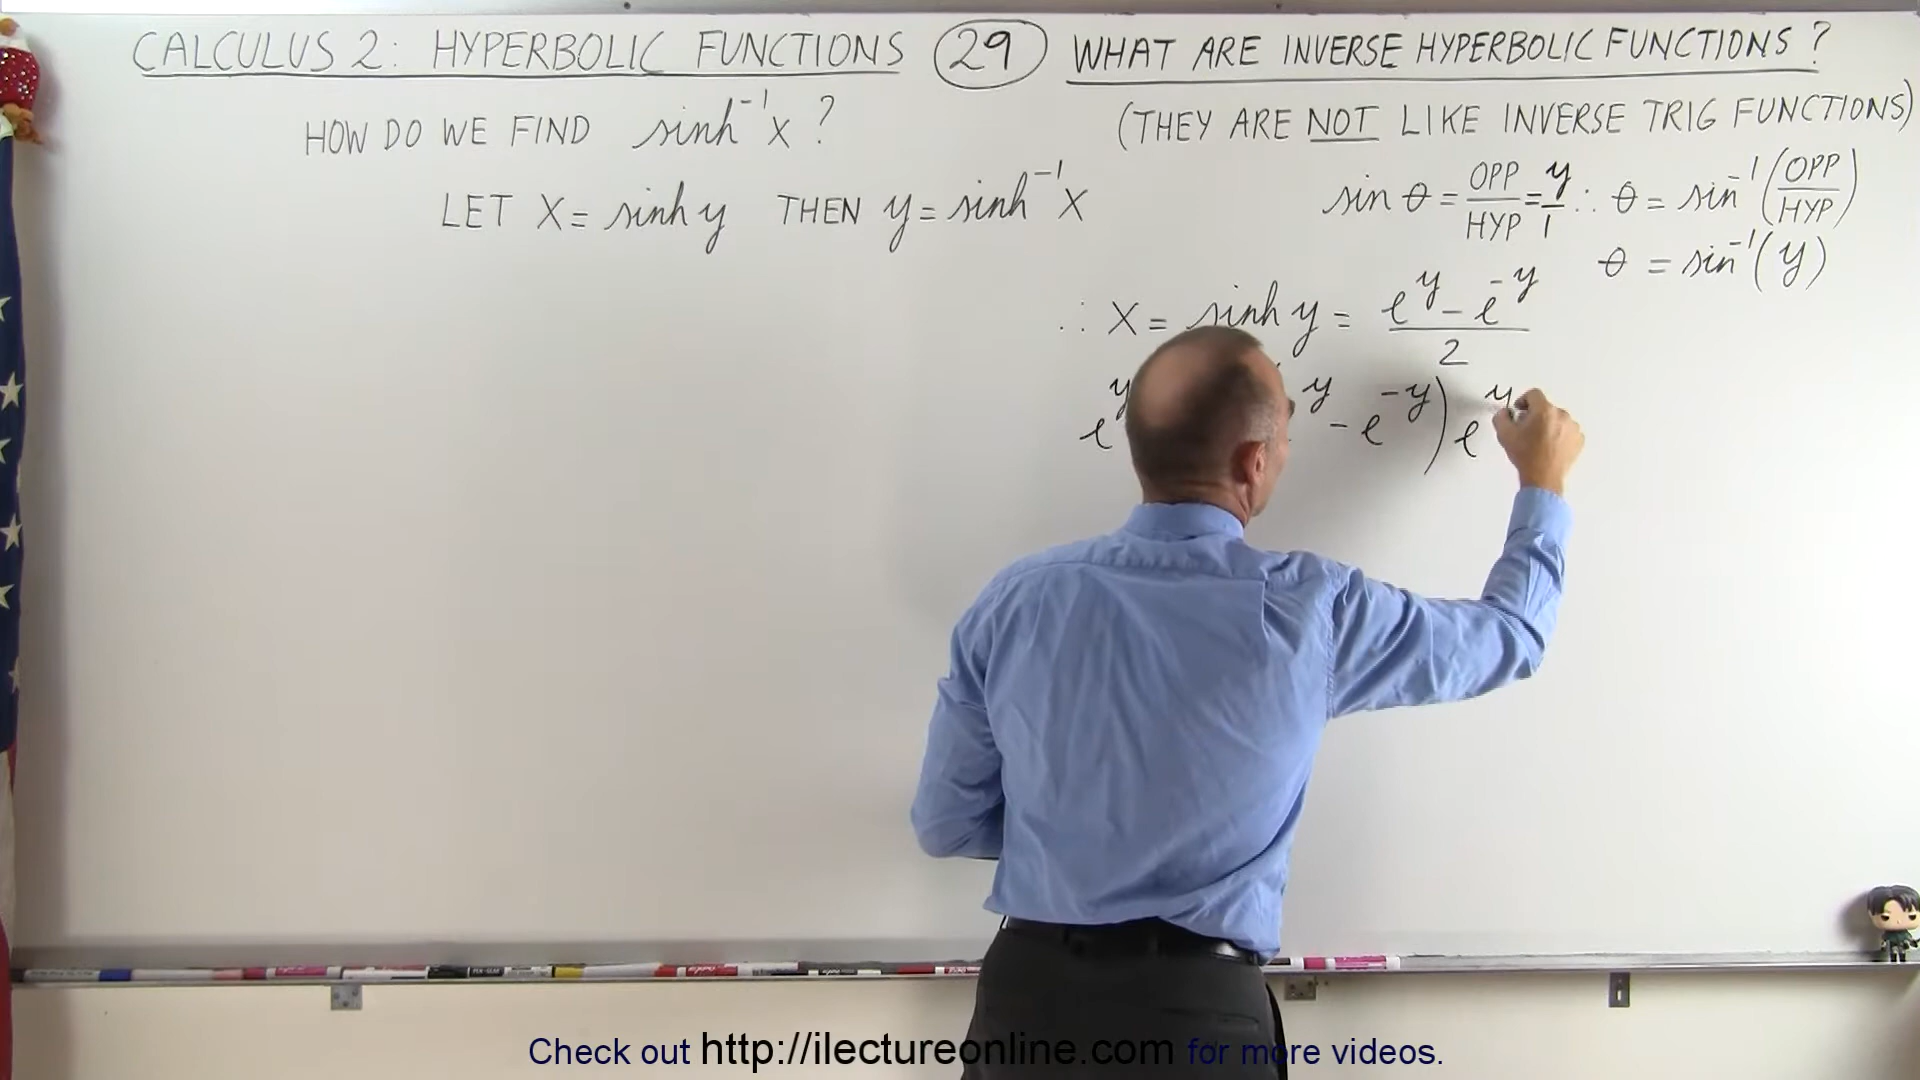 CALCULUS 2: HYPERBOLIC FUNCTIONS (29) WHAT ARE INVERSE HYPERBOLIC FUNCTIONS?
HOW DO WE FIND sinh⁻¹x?
(THEY ARE NOT LIKE INVERSE TRIG FUNCTIONS)
LET X = sinh y THEN y = sinh⁻¹x
sin θ = OPP/HYP = y/1 ∴ θ = sin⁻¹(OPP/HYP)
θ = sin⁻¹(y)
∴ X = sinh y = (e^y - e^-y)/2
e^y
y - e^-y) e^y
Check out http://ilectureonline.com for more videos.